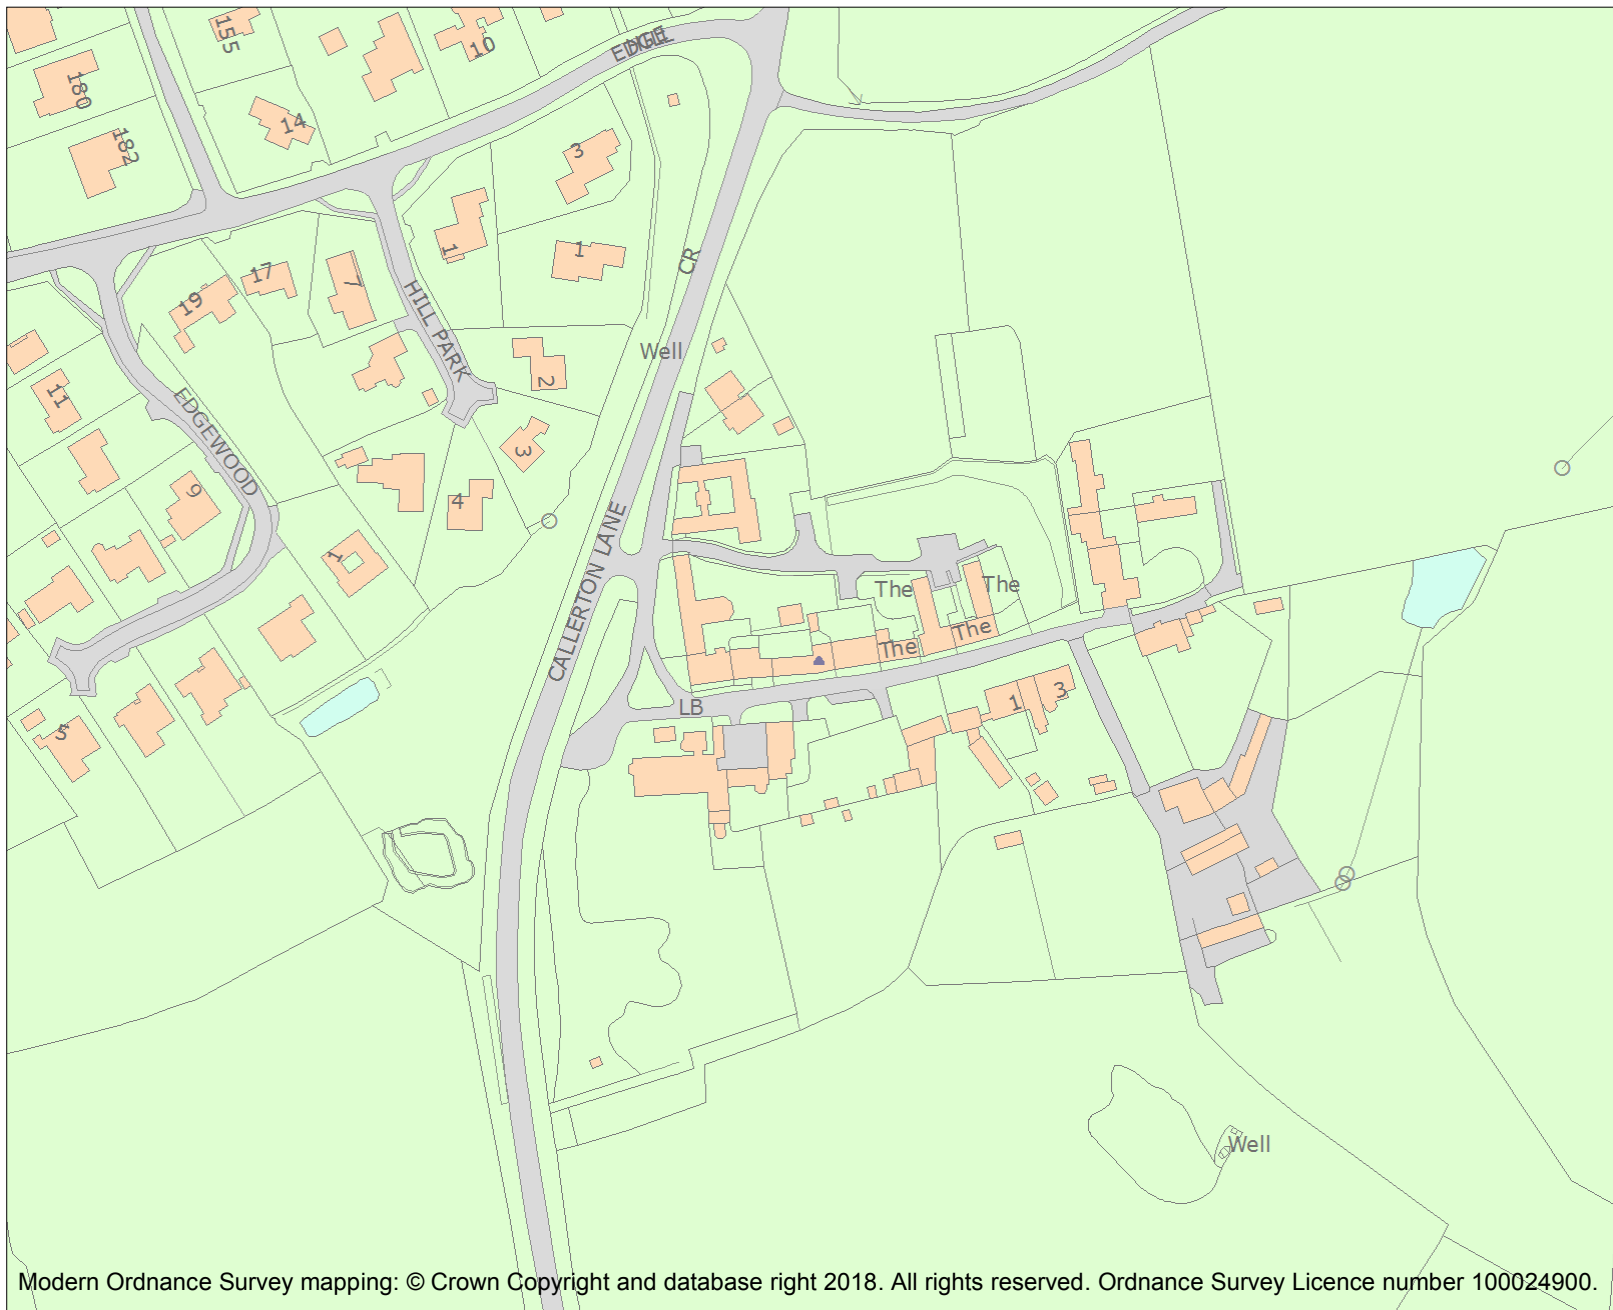 155
10
EDGE HILL
180
14
182
3
1
1
CR
17
7
19
HILL PARK
Well
2
11
EDGEWOOD
3
9
4
CALLERTON LANE
1
The
The
The
The
LB
1
3
5
Well
Modern Ordnance Survey mapping: © Crown Copyright and database right 2018. All rights reserved. Ordnance Survey Licence number 100024900.